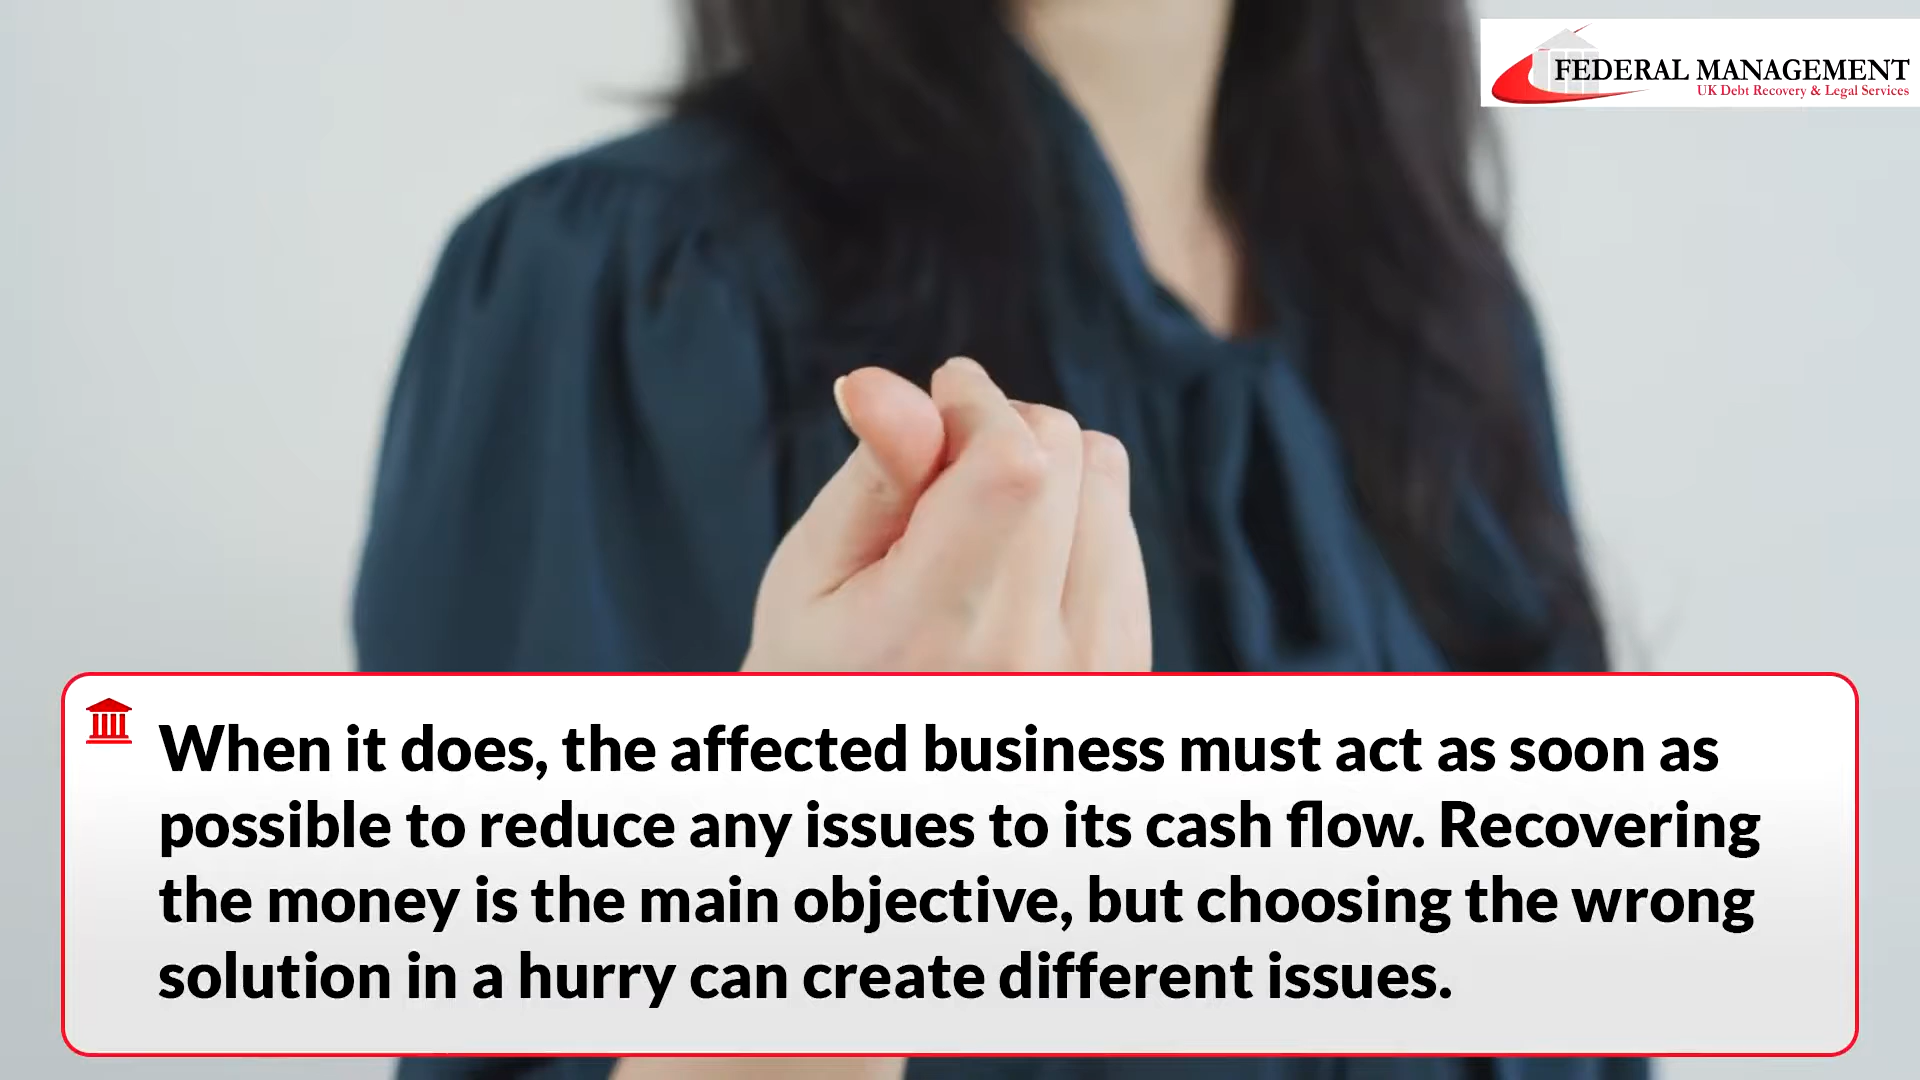 FEDERAL MANAGEMENT
UK Debt Recovery & Legal Services
When it does, the affected business must act as soon as
possible to reduce any issues to its cash flow. Recovering
the money is the main objective, but choosing the wrong
solution in a hurry can create different issues.